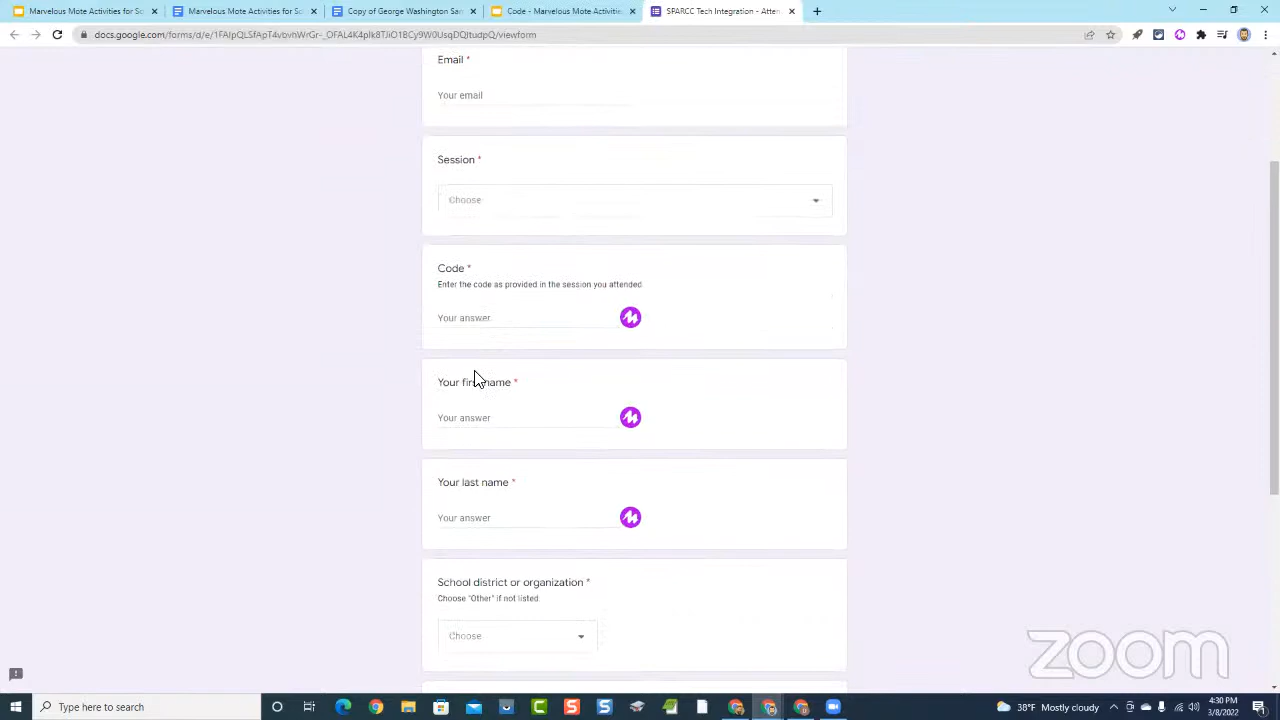 Marvelous Mote Activities for Sc
Marvelous Mote Activities for Sc
Copy of George Washington San
Code - Marvelous Mote Activitie
SPARCC Tech Integration - Atten
docs.google.com/forms/d/e/1FAIpQLSfApT4vbvnWrGr-_OFAL4K4plk8TJiO1BCy9W0UsqDQltudpQ/viewform
Email *
Your email
Session *
Choose
Code *
Enter the code as provided in the session you attended
Your answer
Your first name *
Your answer
Your last name *
Your answer
School district or organization *
Choose "Other" if not listed.
Choose
zoom
Type here to search
38°F Mostly cloudy
4:30 PM
3/8/2022